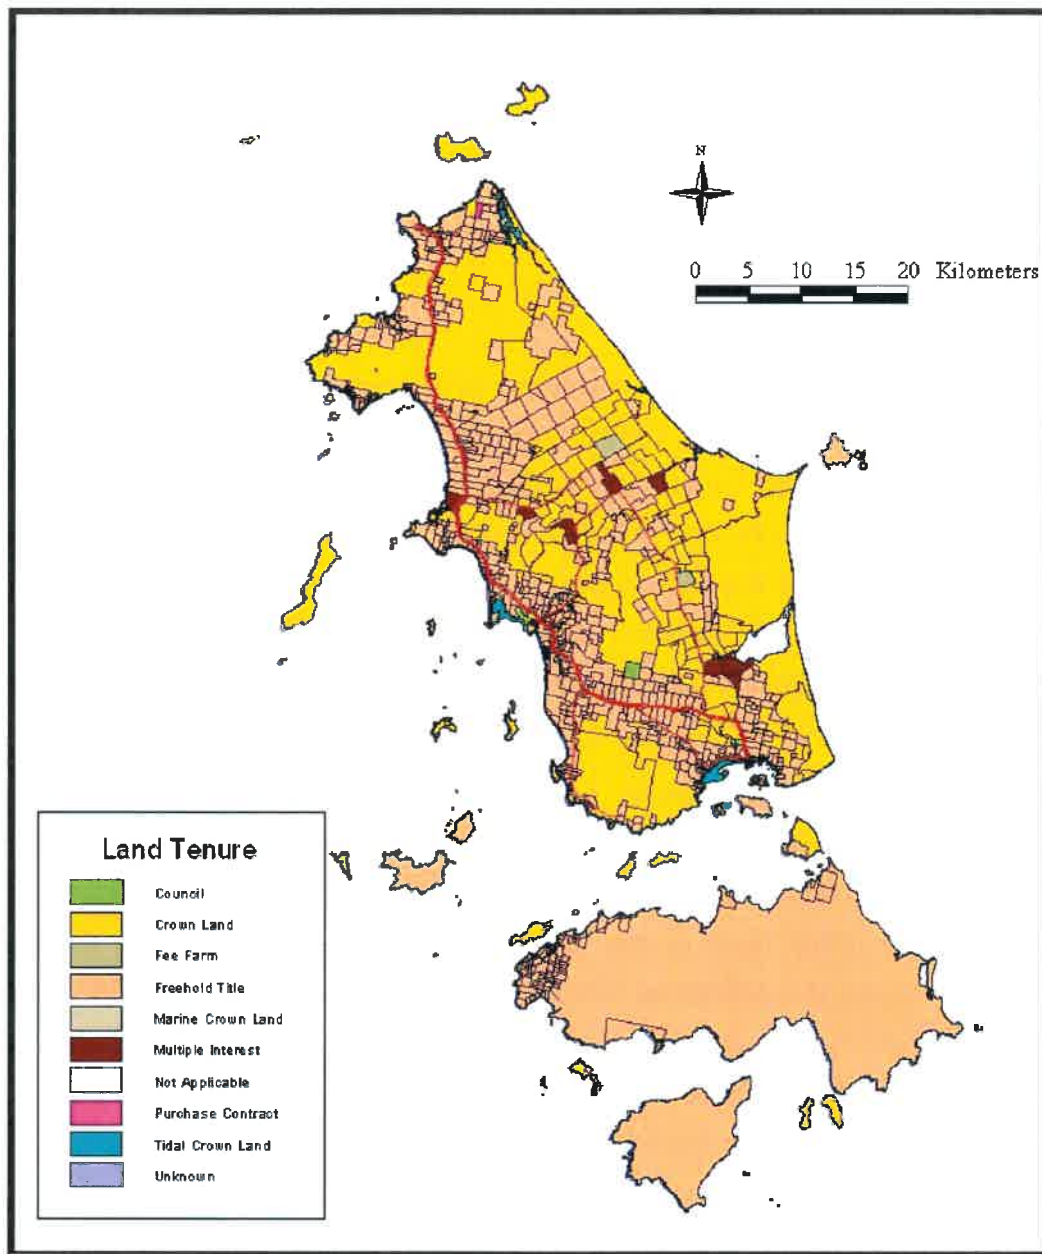 N
0 5 10 15 20 Kilometers
Land Tenure
Council
Crown Land
Fee Farm
Freehold Title
Marine Crown Land
Multiple Interest
Not Applicable
Purchase Contract
Tidal Crown Land
Unknown